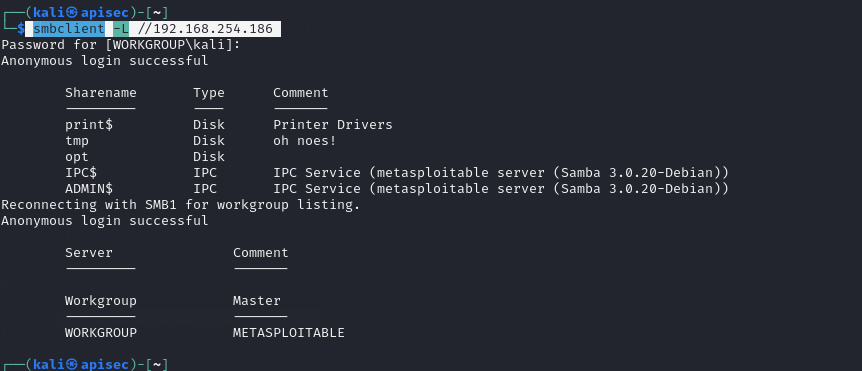 ┌──(kali㉿apisec)-[~]
└─$ smbclient -L //192.168.254.186
Password for [WORKGROUP\kali]:
Anonymous login successful
Sharename Type Comment
--------- ---- -------
print$ Disk Printer Drivers
tmp Disk oh noes!
opt Disk
IPC$ IPC IPC Service (metasploitable server (Samba 3.0.20-Debian))
ADMIN$ IPC IPC Service (metasploitable server (Samba 3.0.20-Debian))
Reconnecting with SMB1 for workgroup listing.
Anonymous login successful
Server Comment
--------- -------
Workgroup Master
--------- -------
WORKGROUP METASPLOITABLE
┌──(kali㉿apisec)-[~]